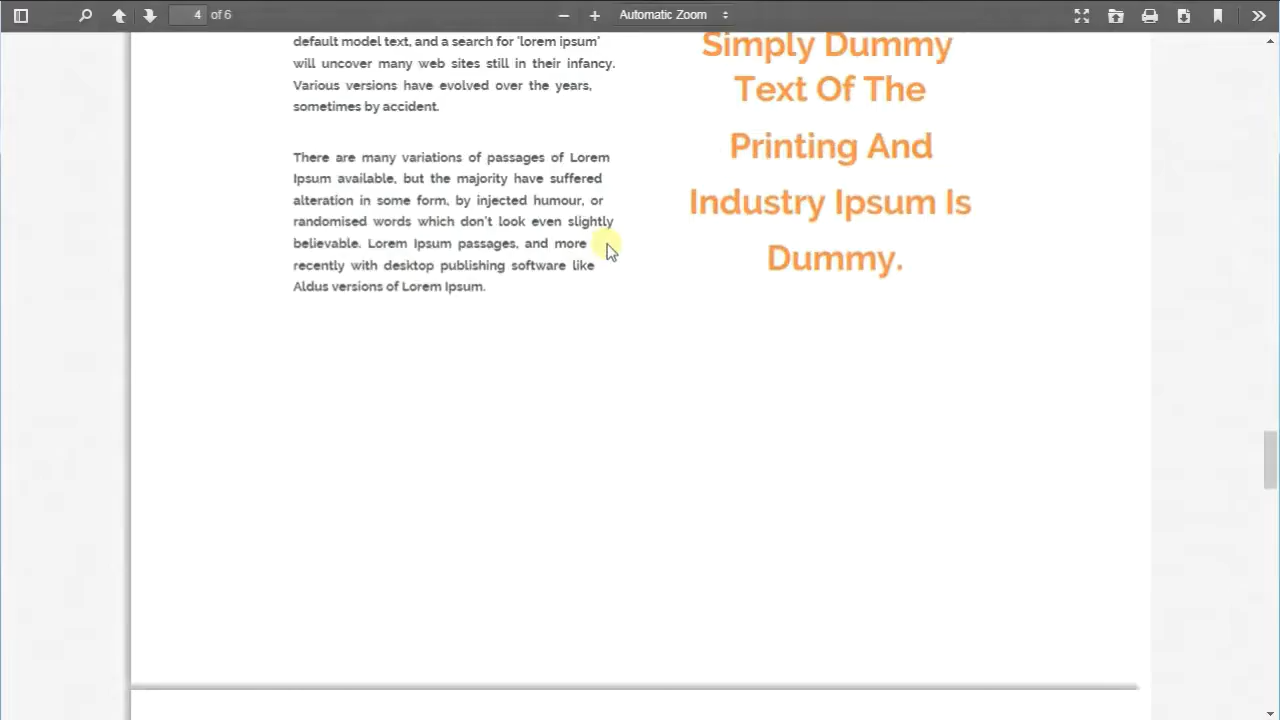 4 of 6
Automatic Zoom
default model text, and a search for 'lorem ipsum'
will uncover many web sites still in their infancy.
Various versions have evolved over the years,
sometimes by accident.
There are many variations of passages of Lorem
Ipsum available, but the majority have suffered
alteration in some form, by injected humour, or
randomised words which don't look even slightly
believable. Lorem Ipsum passages, and more
recently with desktop publishing software like
Aldus versions of Lorem Ipsum.
Simply Dummy
Text Of The
Printing And
Industry Ipsum Is
Dummy.